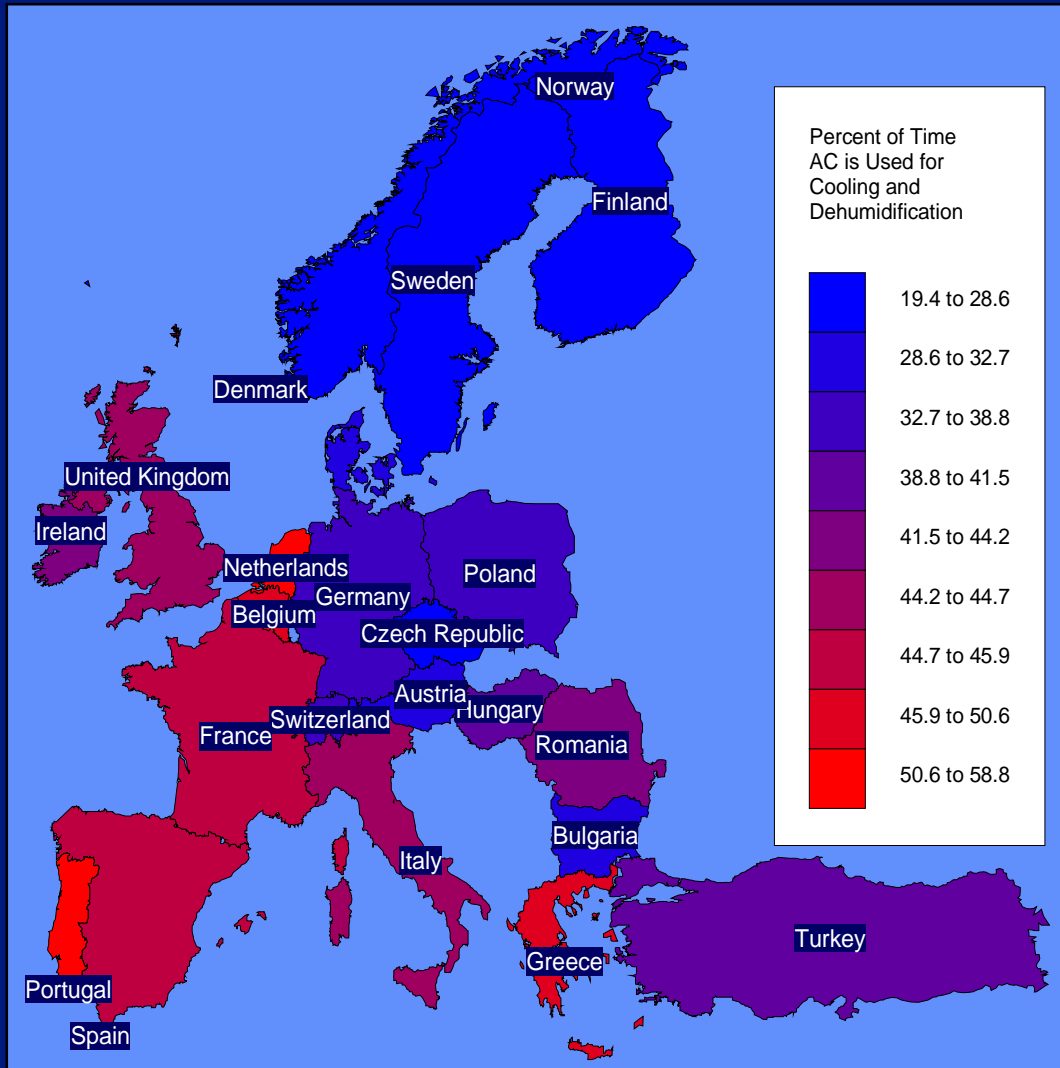 Norway
Finland
Sweden
Denmark
United Kingdom
Ireland
Netherlands
Germany
Poland
Belgium
Czech Republic
Austria
Hungary
Switzerland
France
Romania
Bulgaria
Italy
Turkey
Greece
Portugal
Spain
Percent of Time
AC is Used for
Cooling and
Dehumidification
19.4 to 28.6
28.6 to 32.7
32.7 to 38.8
38.8 to 41.5
41.5 to 44.2
44.2 to 44.7
44.7 to 45.9
45.9 to 50.6
50.6 to 58.8